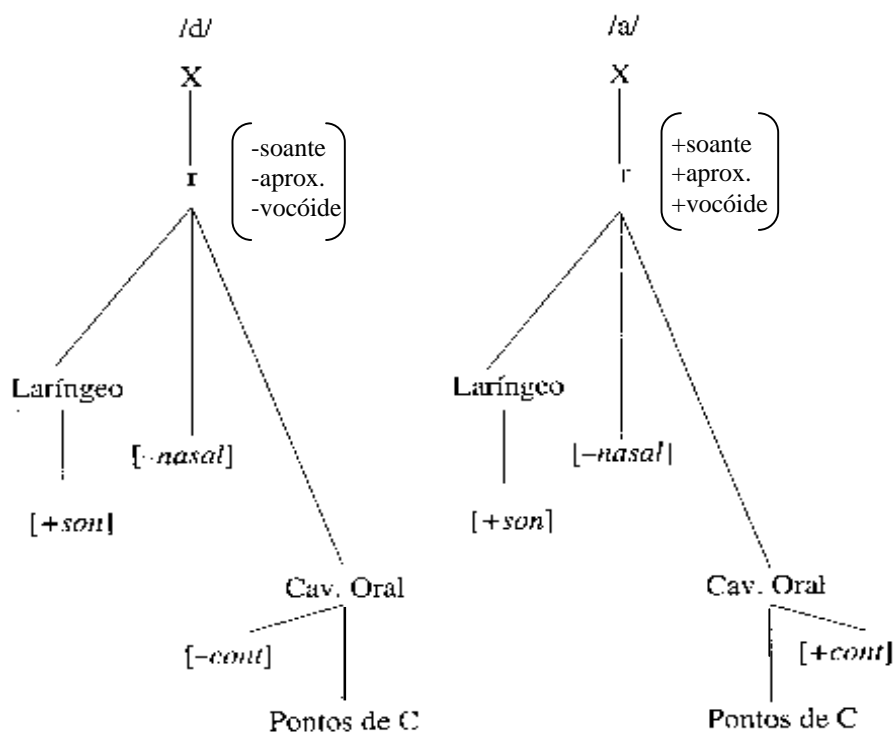 /d/
X
r
-soante
-aprox.
-vocóide
Laríngeo
[–nasal]
[+son]
Cav. Oral
[–cont]
Pontos de C
/a/
X
r
+soante
+aprox.
+vocóide
Laríngeo
[–nasal]
[+son]
Cav. Oral
[+cont]
Pontos de C